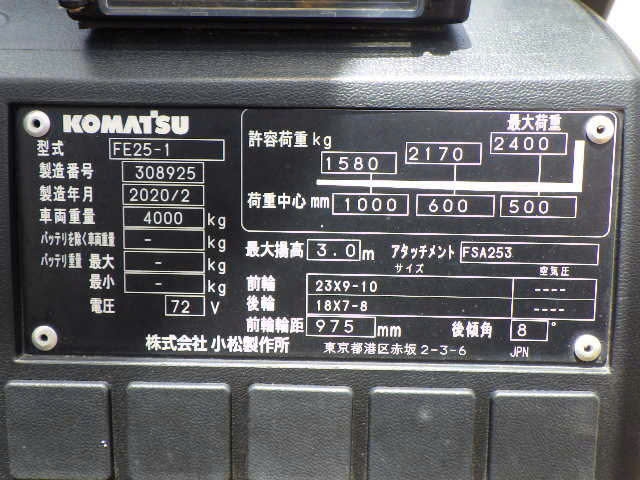 KOMATSU
型式 FE25-1
製造番号 308925
製造年月 2020/2
車両重量 4000 kg
バッテリを除く車両重量 - kg
バッテリ重量 最大 - kg
最小 - kg
電圧 72 V
最大荷重
許容荷重 kg 1580 2170 2400
荷重中心 mm 1000 600 500
最大揚高 3.0 m アタッチメント FSA253
サイズ 空気圧
前輪 23X9-10 ----
後輪 18X7-8 ----
前輪輪距 975 mm 後傾角 8 °
株式会社 小松製作所 東京都港区赤坂 2-3-6 JPN